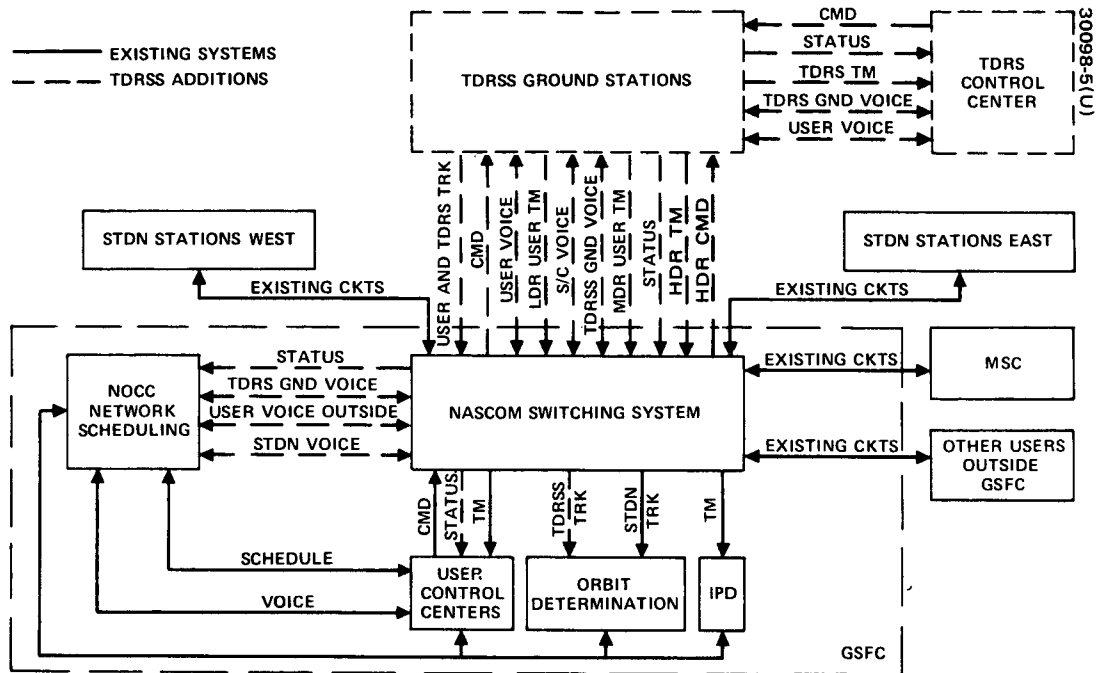 EXISTING SYSTEMS
TDRSS ADDITIONS
TDRSS GROUND STATIONS
CMD
STATUS
TDRS TM
TDRS GND VOICE
USER VOICE
TDRS
CONTROL
CENTER
30098-5(U)
USER AND TDRS TRK
CMD
USER VOICE
LDR USER TM
S/C VOICE
TDRSS GND VOICE
MDR USER TM
STATUS
HDR TM
HDR CMD
STDN STATIONS WEST
STDN STATIONS EAST
EXISTING CKTS
EXISTING CKTS
NOCC
NETWORK
SCHEDULING
STATUS
TDRS GND VOICE
USER VOICE OUTSIDE
STDN VOICE
NASCOM SWITCHING SYSTEM
EXISTING CKTS
MSC
EXISTING CKTS
OTHER USERS
OUTSIDE
GSFC
CMD
STATUS
TM
TDRSS
TRK
STDN
TRK
TM
SCHEDULE
VOICE
USER
CONTROL
CENTERS
ORBIT
DETERMINATION
IPD
GSFC